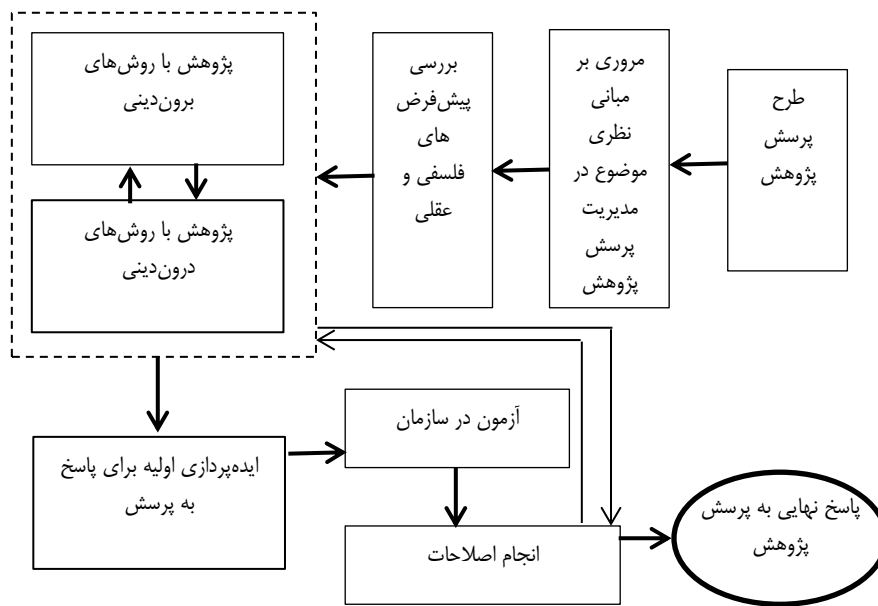 طرح
پرسش
پژوهش
مروری بر
مبانی
نظری
موضوع در
مدیریت
پرسش
پژوهش
بررسی
پیش‌فرض
های
فلسفی و
عقلی
پژوهش با روش‌های
برون‌دینی
پژوهش با روش‌های
درون‌دینی
ایده‌پردازی اولیه برای پاسخ
به پرسش
آزمون در سازمان
انجام اصلاحات
پاسخ نهایی به پرسش
پژوهش